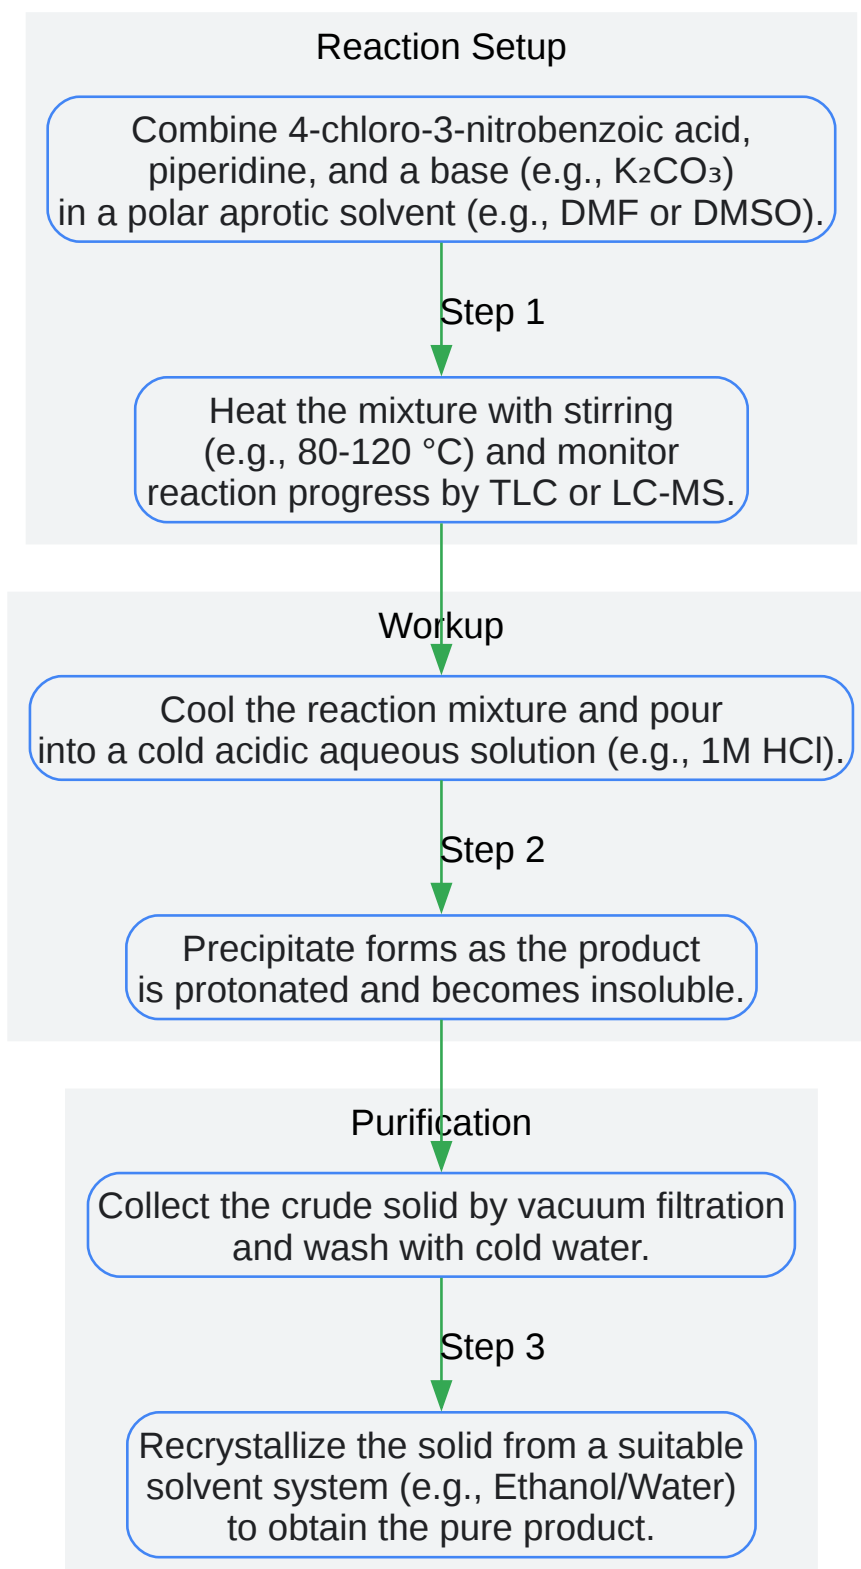 Reaction Setup
Combine 4-chloro-3-nitrobenzoic acid,
piperidine, and a base (e.g., K₂CO₃)
in a polar aprotic solvent (e.g., DMF or DMSO).
Step 1
Heat the mixture with stirring
(e.g., 80-120 °C) and monitor
reaction progress by TLC or LC-MS.
Workup
Cool the reaction mixture and pour
into a cold acidic aqueous solution (e.g., 1M HCl).
Step 2
Precipitate forms as the product
is protonated and becomes insoluble.
Purification
Collect the crude solid by vacuum filtration
and wash with cold water.
Step 3
Recrystallize the solid from a suitable
solvent system (e.g., Ethanol/Water)
to obtain the pure product.